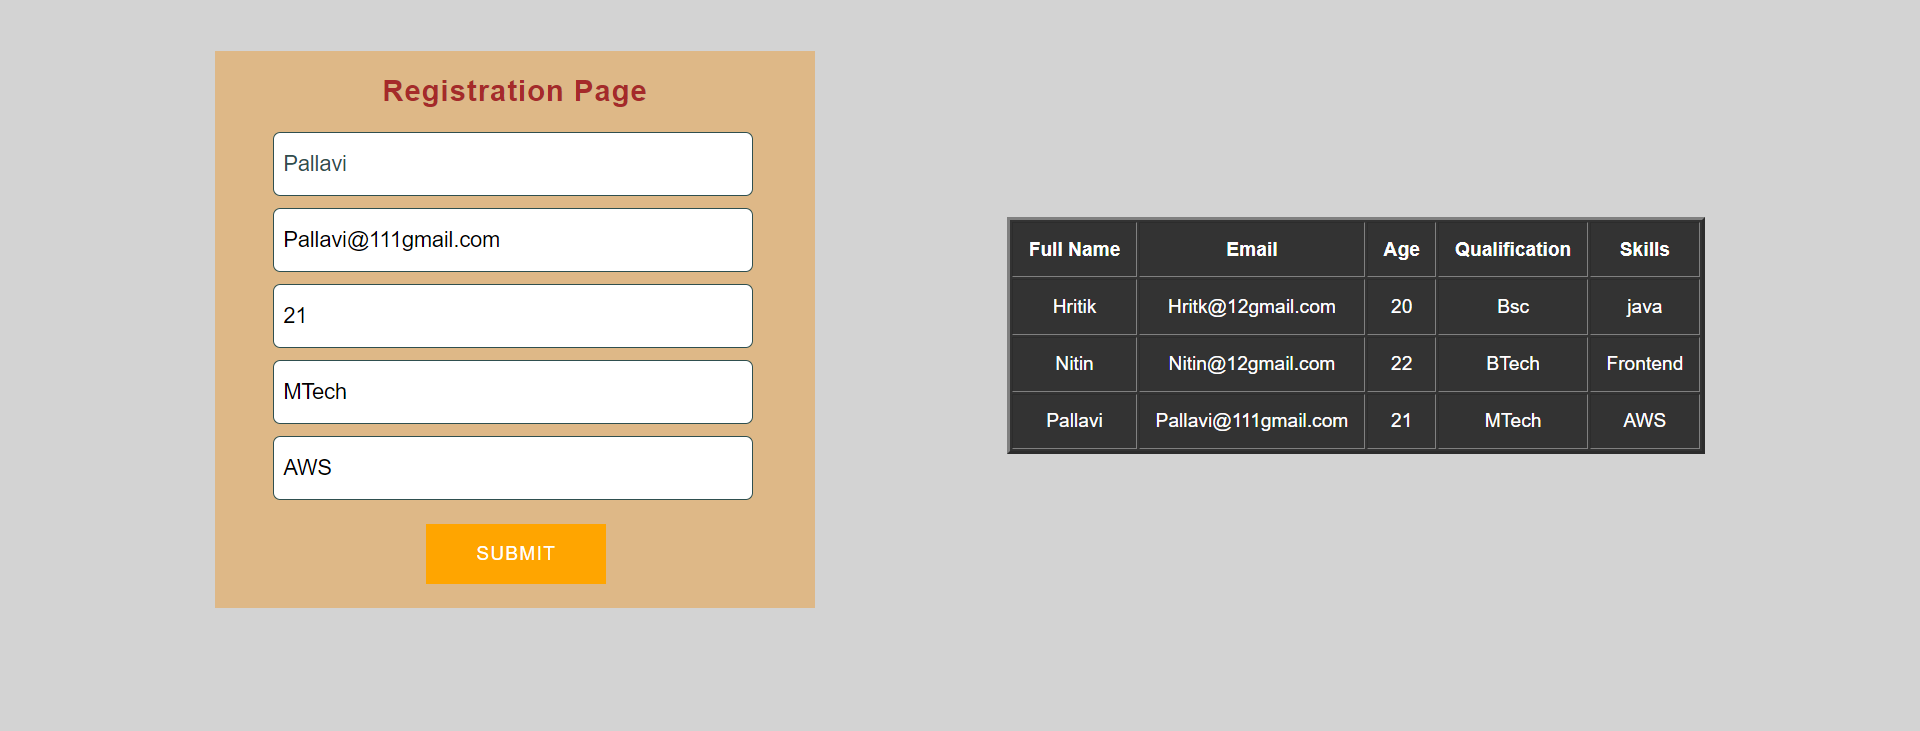 Registration Page
Pallavi
Pallavi@111gmail.com
21
MTech
AWS
SUBMIT
Full Name Email Age Qualification Skills
Hritik Hritk@12gmail.com 20 Bsc java
Nitin Nitin@12gmail.com 22 BTech Frontend
Pallavi Pallavi@111gmail.com 21 MTech AWS